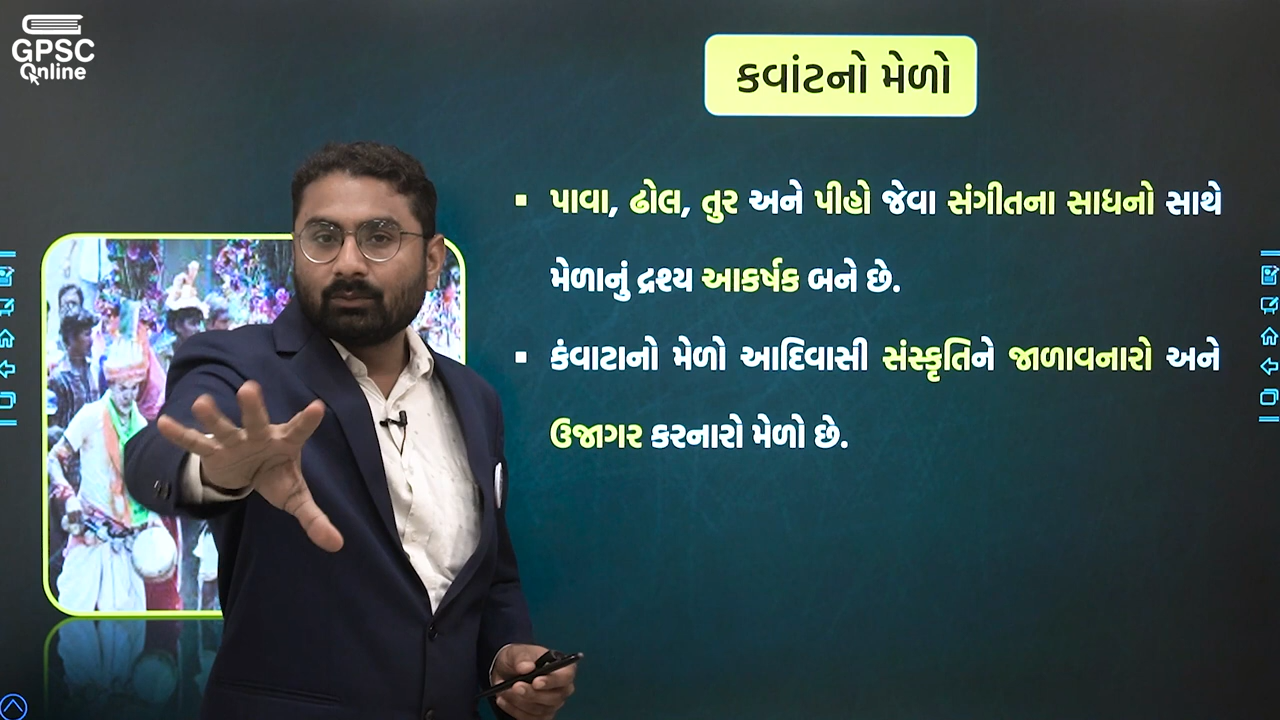 GPSC
Online
કવાંટનો મેળો
▪ પાવા, ઢોલ, તુર અને પીહો જેવા સંગીતના સાધનો સાથે
મેળાનું દ્રશ્ય આકર્ષક બને છે.
▪ કંવાટાનો મેળો આદિવાસી સંસ્કૃતિને જાળાવનારો અને
ઉજાગર કરનારો મેળો છે.